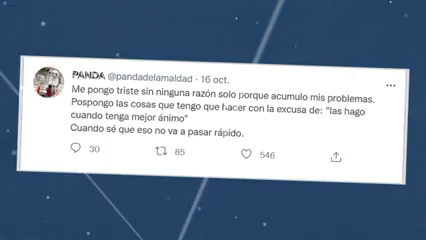 PANDA @pandadelamaldad · 16 oct.
Me pongo triste sin ninguna razón solo porque acumulo mis problemas.
Pospongo las cosas que tengo que hacer con la excusa de: "las hago
cuando tenga mejor ánimo"
Cuando sé que eso no va a pasar rápido.
30 85 546